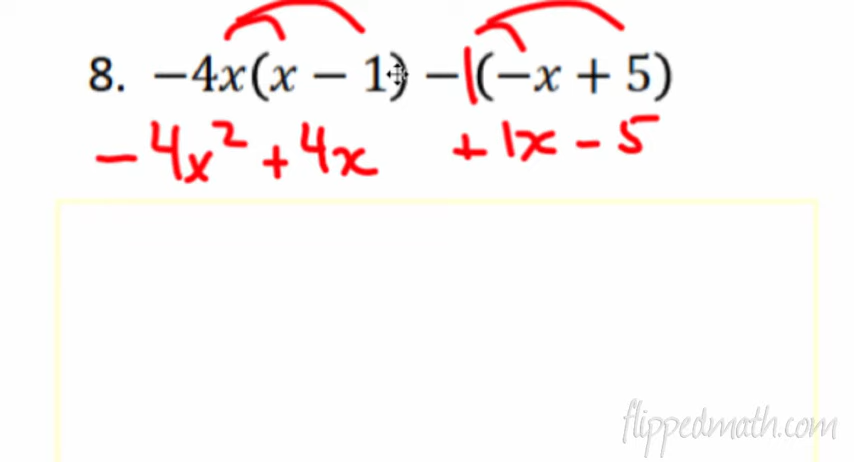 8. −4x(x − 1) −1(−x + 5)
−4x² + 4x + 1x − 5
flippedmath.com